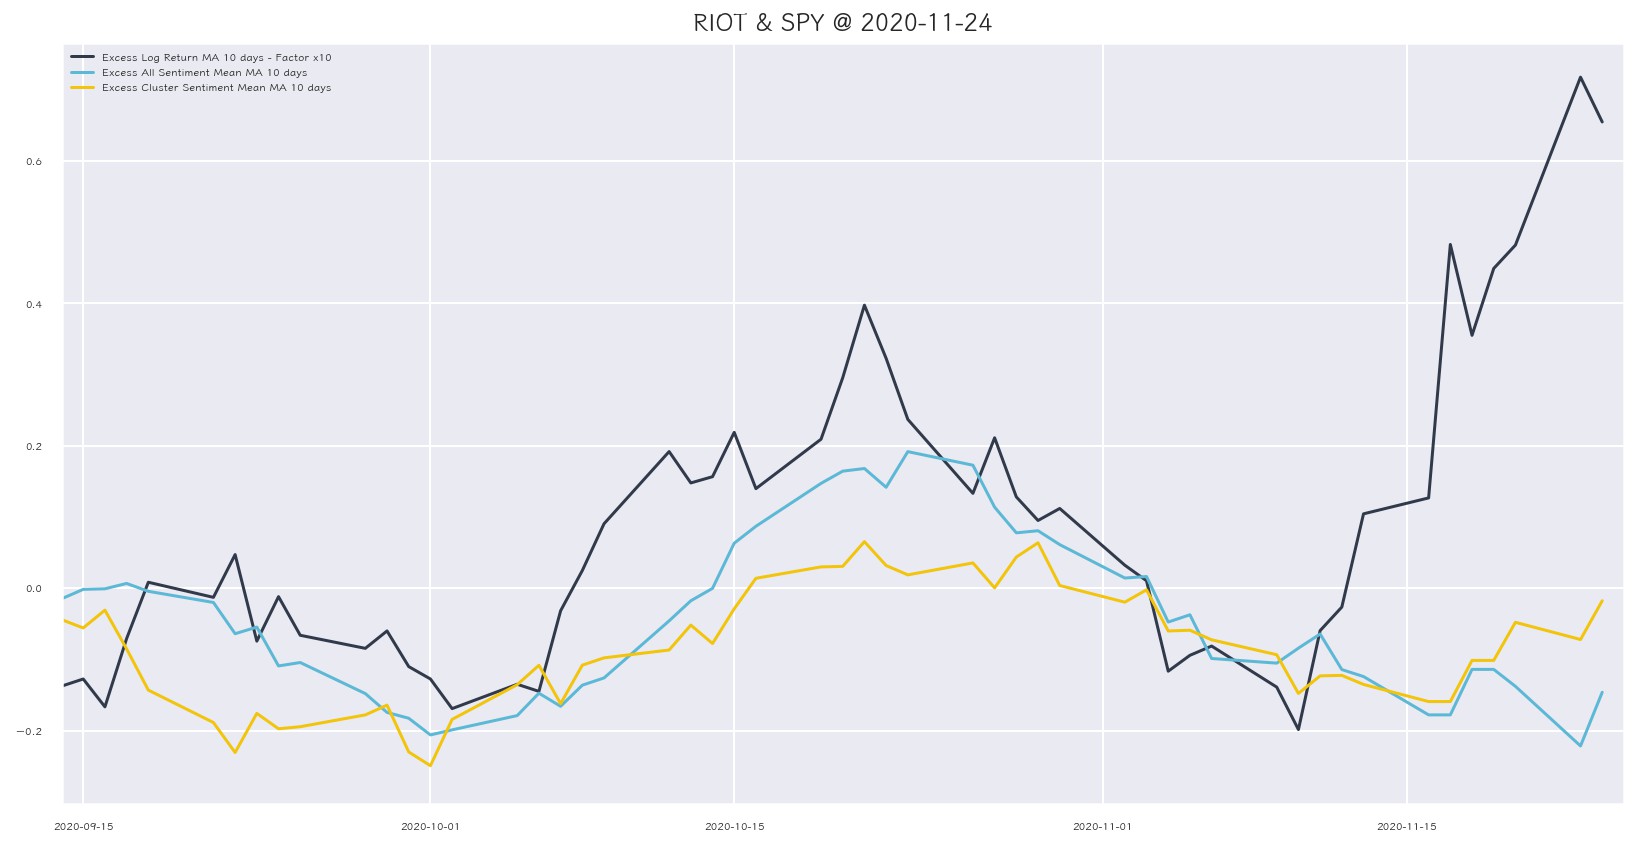 RIOT & SPY @ 2020-11-24
Excess Log Return MA 10 days - Factor x10
Excess All Sentiment Mean MA 10 days
Excess Cluster Sentiment Mean MA 10 days
0.6
0.4
0.2
0.0
−0.2
2020-09-15 2020-10-01 2020-10-15 2020-11-01 2020-11-15